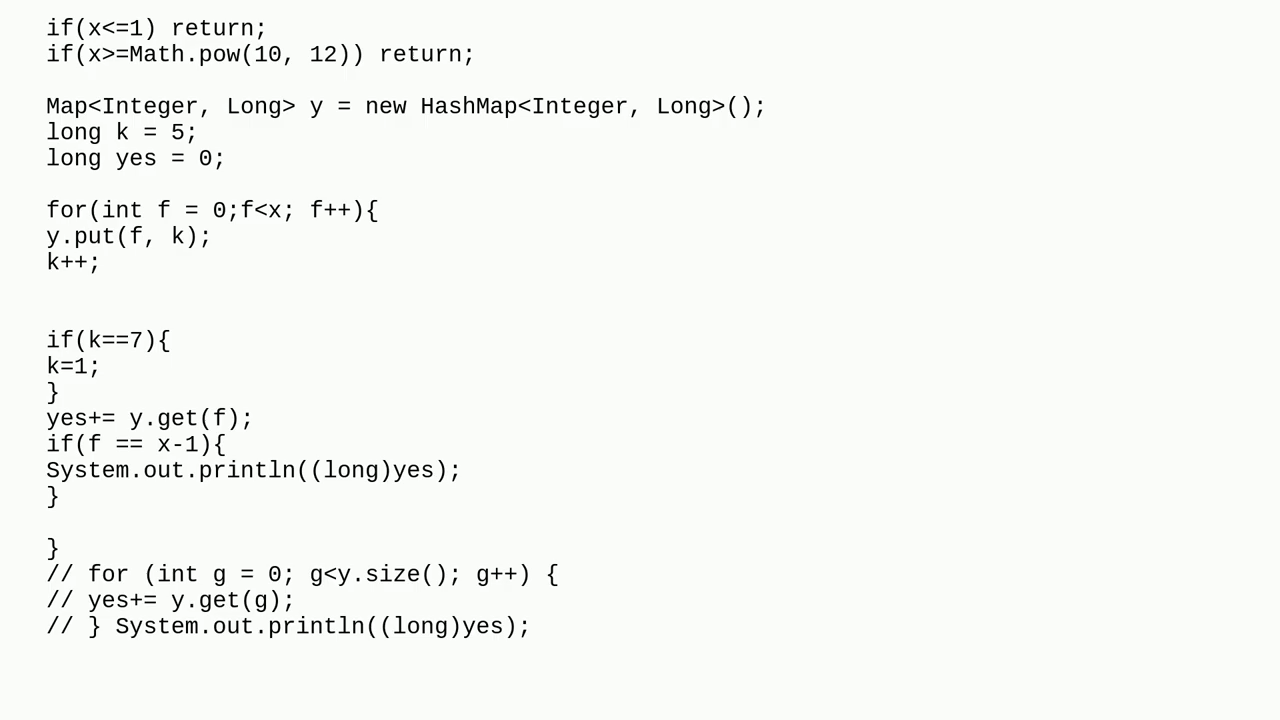 if(x<=1) return;
if(x>=Math.pow(10, 12)) return;
Map<Integer, Long> y = new HashMap<Integer, Long>();
long k = 5;
long yes = 0;
for(int f = 0;f<x; f++){
y.put(f, k);
k++;
if(k==7){
k=1;
}
yes+= y.get(f);
if(f == x-1){
System.out.println((long)yes);
}
}
// for (int g = 0; g<y.size(); g++) {
// yes+= y.get(g);
// } System.out.println((long)yes);